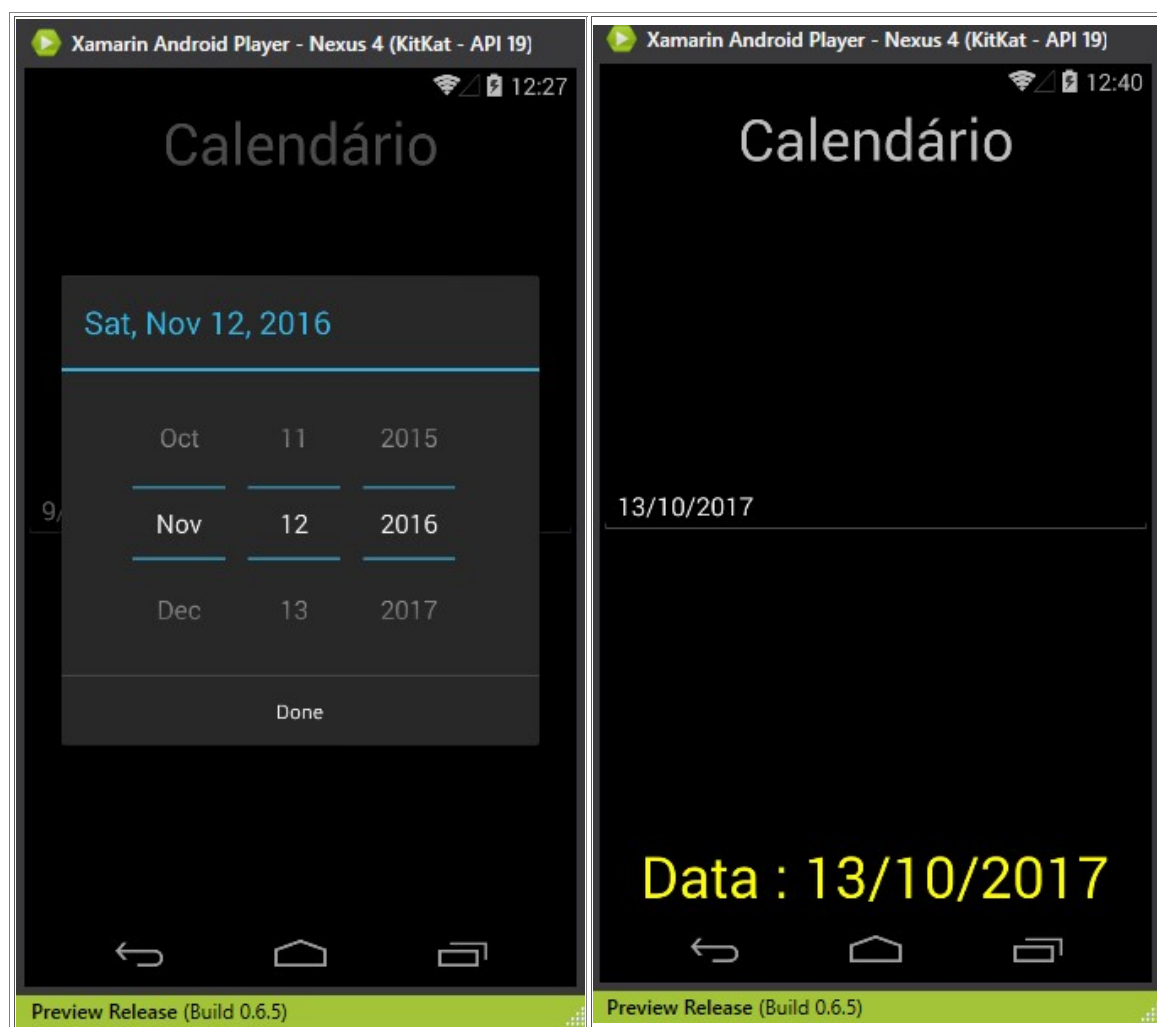 Xamarin Android Player - Nexus 4 (KitKat - API 19)
12:27
Calendário
Sat, Nov 12, 2016
Oct 11 2015
9/
Nov 12 2016
Dec 13 2017
Done
Preview Release (Build 0.6.5)
Xamarin Android Player - Nexus 4 (KitKat - API 19)
12:40
Calendário
13/10/2017
Data : 13/10/2017
Preview Release (Build 0.6.5)